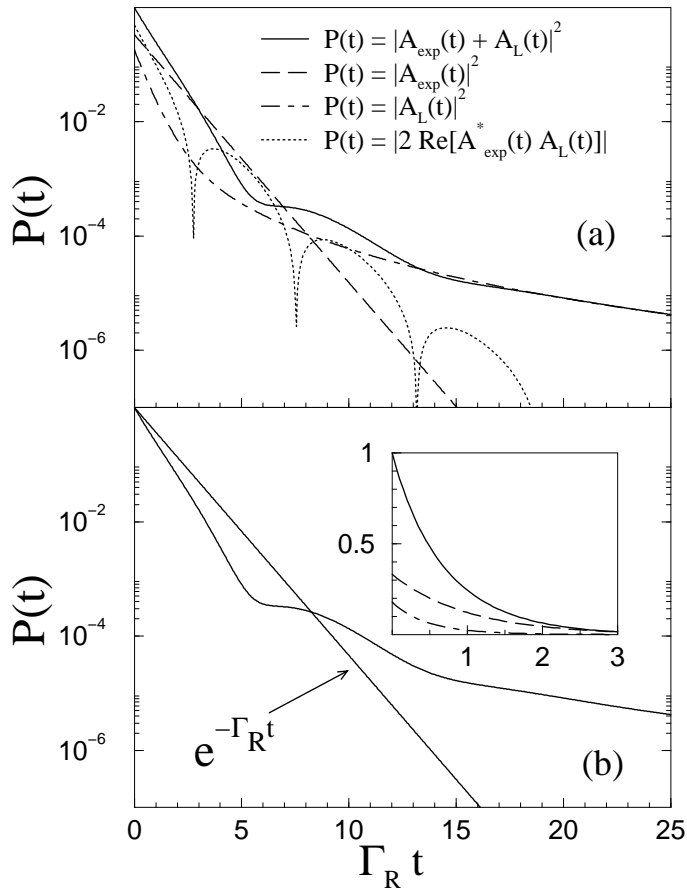 P(t) = |A_exp(t) + A_L(t)|^2
P(t) = |A_exp(t)|^2
P(t) = |A_L(t)|^2
P(t) = |2 Re[A^*_exp(t) A_L(t)]|
10^-2
10^-4
10^-6
P(t)
(a)
10^-2
10^-4
10^-6
P(t)
1
0.5
1 2 3
e^-Γ_R t
(b)
0 5 10 15 20 25
Γ_R t